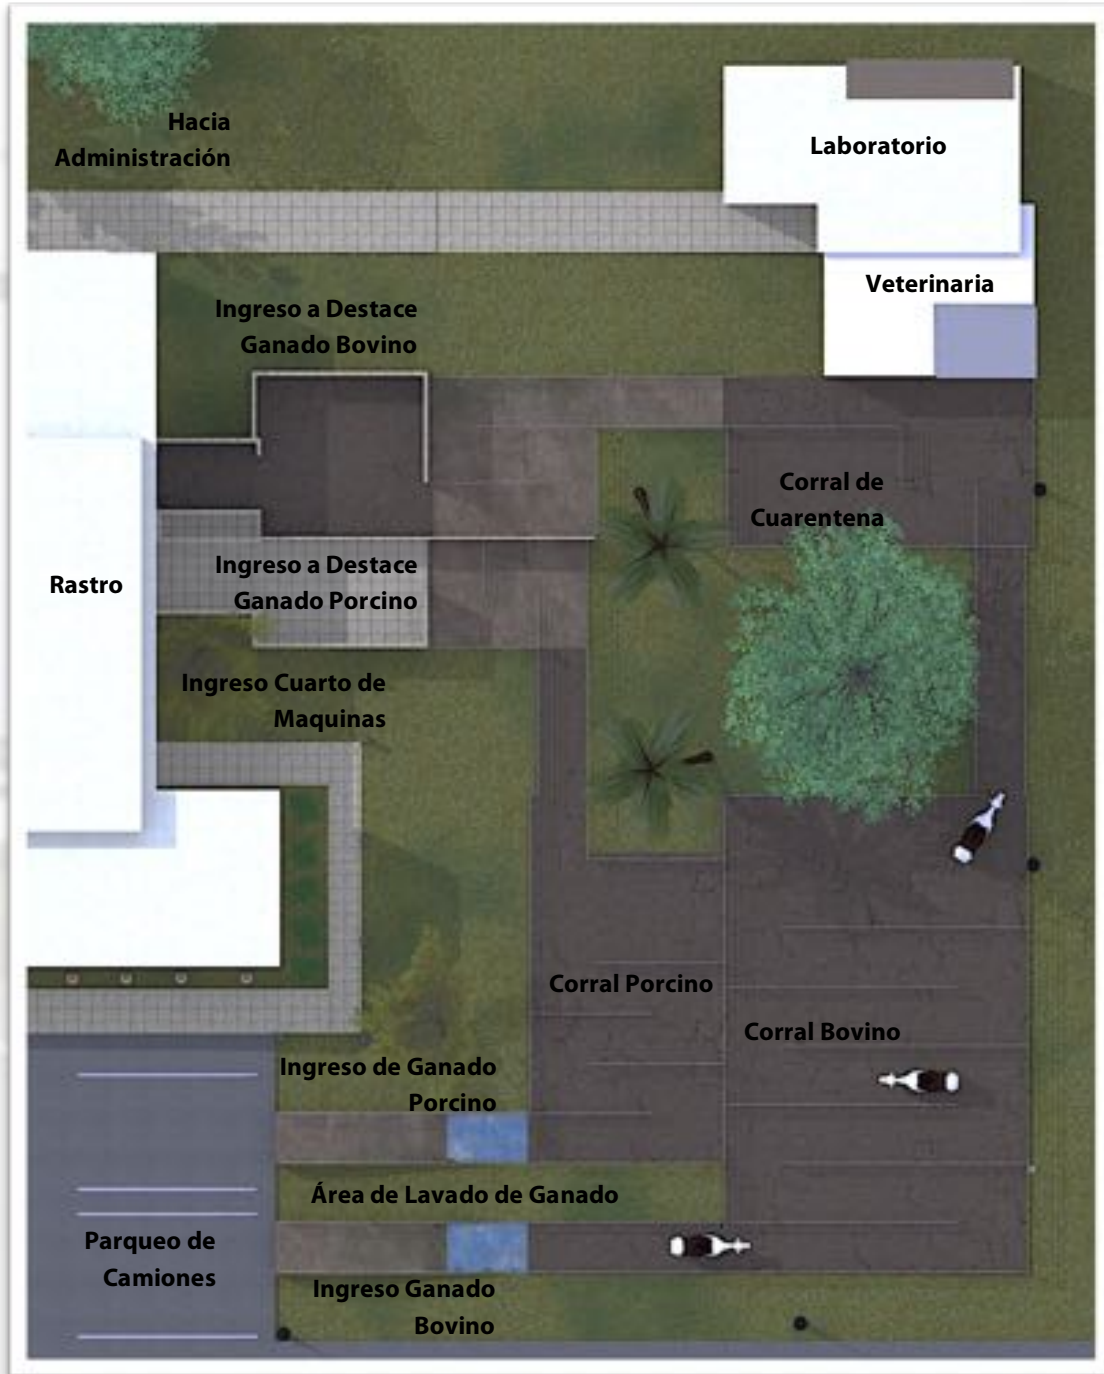 Hacia
Administración
Laboratorio
Veterinaria
Ingreso a Destace
Ganado Bovino
Corral de
Cuarentena
Ingreso a Destace
Ganado Porcino
Rastro
Ingreso Cuarto de
Maquinas
Corral Porcino
Corral Bovino
Ingreso de Ganado
Porcino
Área de Lavado de Ganado
Parqueo de
Camiones
Ingreso Ganado
Bovino